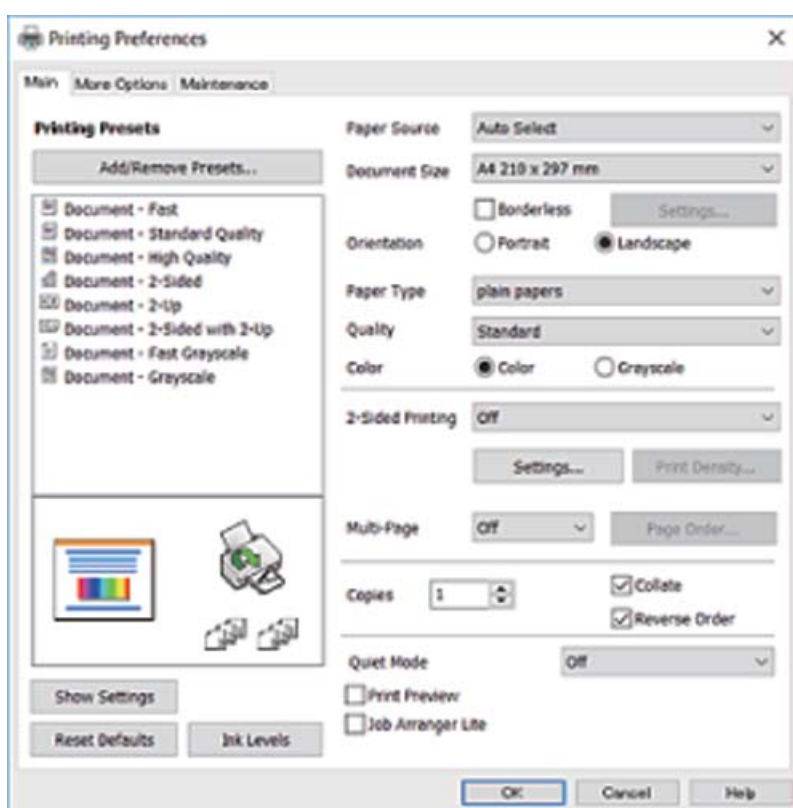 Printing Preferences
Main More Options Maintenance
Printing Presets
Add/Remove Presets...
Document - Fast
Document - Standard Quality
Document - High Quality
Document - 2-Sided
Document - 2-Up
Document - 2-Sided with 2-Up
Document - Fast Grayscale
Document - Grayscale
Show Settings
Reset Defaults Ink Levels
Paper Source Auto Select
Document Size A4 210 x 297 mm
Borderless Settings...
Orientation Portrait Landscape
Paper Type plain papers
Quality Standard
Color Color Grayscale
2-Sided Printing Off
Settings... Print Density...
Multi-Page Off Page Order...
Copies 1 Collate
Reverse Order
Quiet Mode Off
Print Preview
Job Arranger Lite
OK Cancel Help